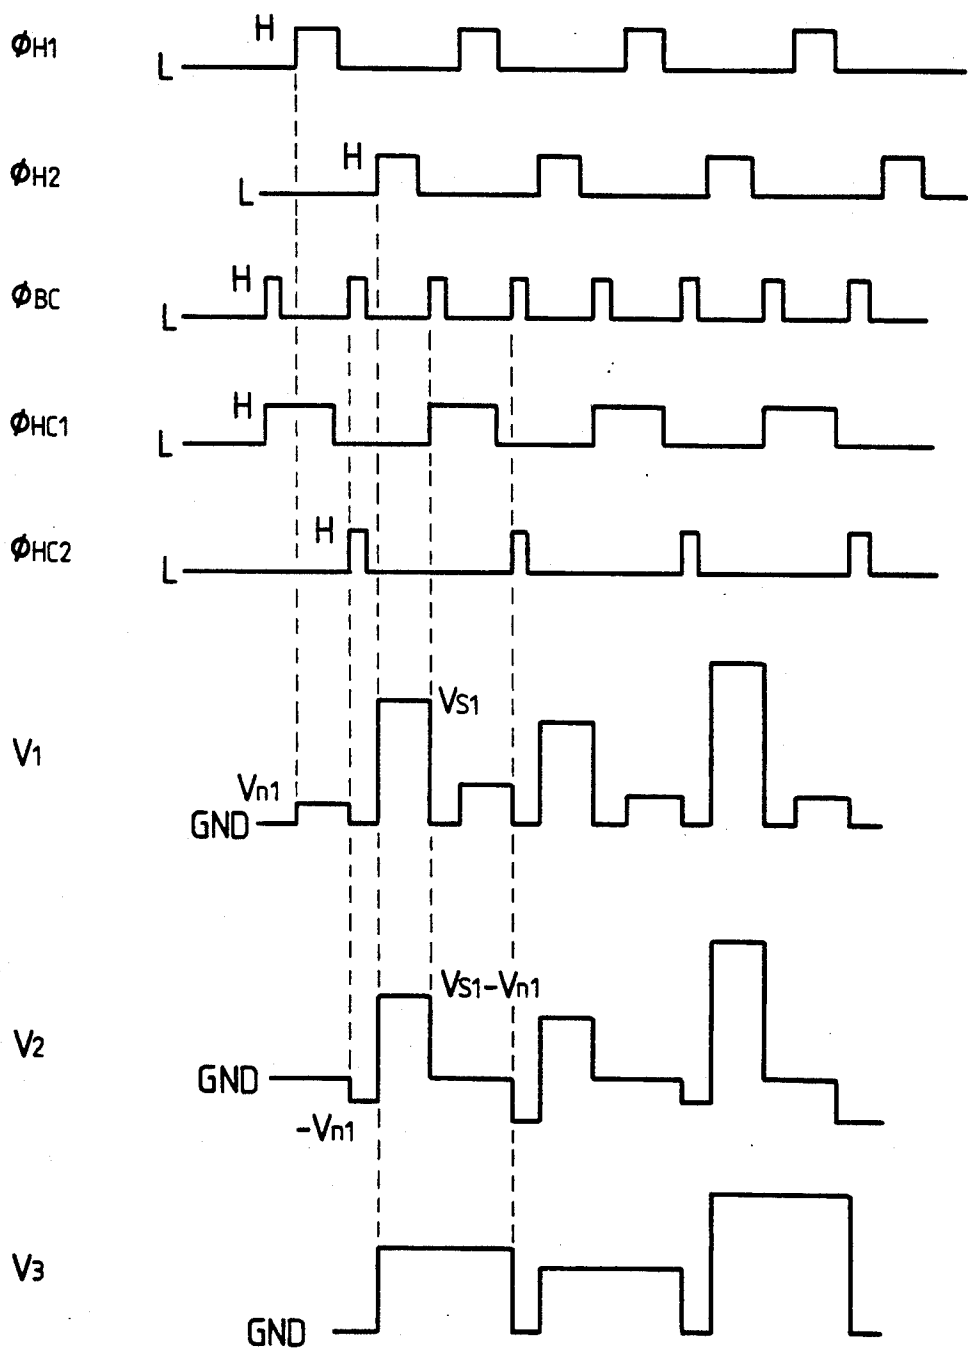 ΦH1 H L
ΦH2 H L
ΦBC H L
ΦHC1 H L
ΦHC2 H L
V1 Vn1 GND VS1
V2 GND -Vn1 VS1-Vn1
V3 GND